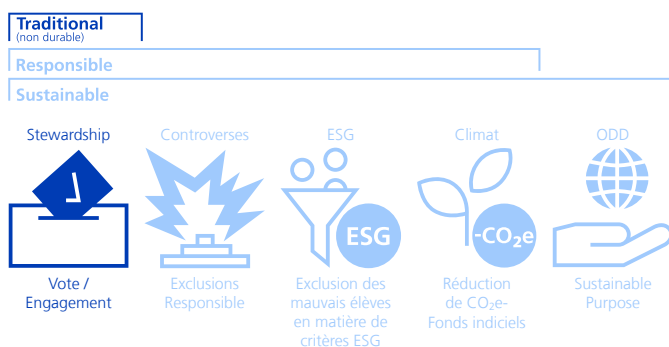 Traditional
(non durable)
Responsible
Sustainable
Stewardship
Controverses
ESG
Climat
ODD
ESG
-CO₂e
Vote /
Engagement
Exclusions
Responsible
Exclusion des
mauvais élèves
en matière de
critères ESG
Réduction
de CO₂e-
Fonds indiciels
Sustainable
Purpose